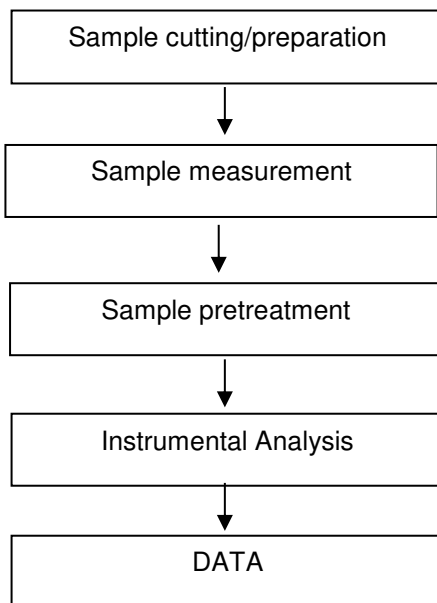 Sample cutting/preparation
Sample measurement
Sample pretreatment
Instrumental Analysis
DATA